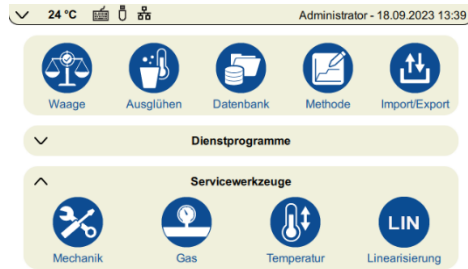 24 °C Administrator - 18.09.2023 13:39
Waage Ausglühen Datenbank Methode Import/Export
Dienstprogramme
Servicewerkzeuge
LIN
Mechanik Gas Temperatur Linearisierung